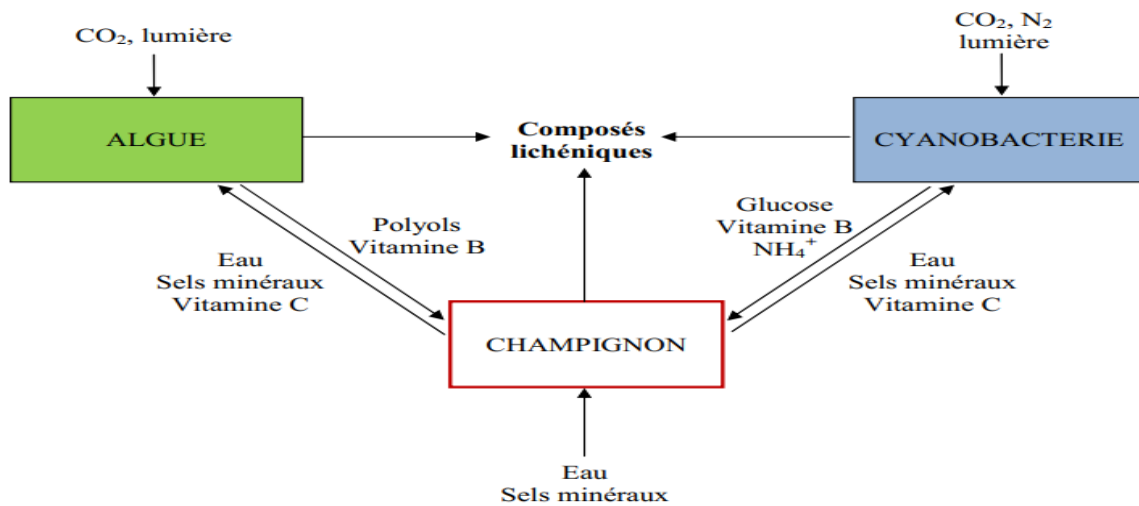 CO₂, lumière
CO₂, N₂
lumière
ALGUE
Composés
lichéniques
CYANOBACTERIE
Polyols
Vitamine B
Glucose
Vitamine B
NH₄⁺
Eau
Sels minéraux
Vitamine C
Eau
Sels minéraux
Vitamine C
CHAMPIGNON
Eau
Sels minéraux